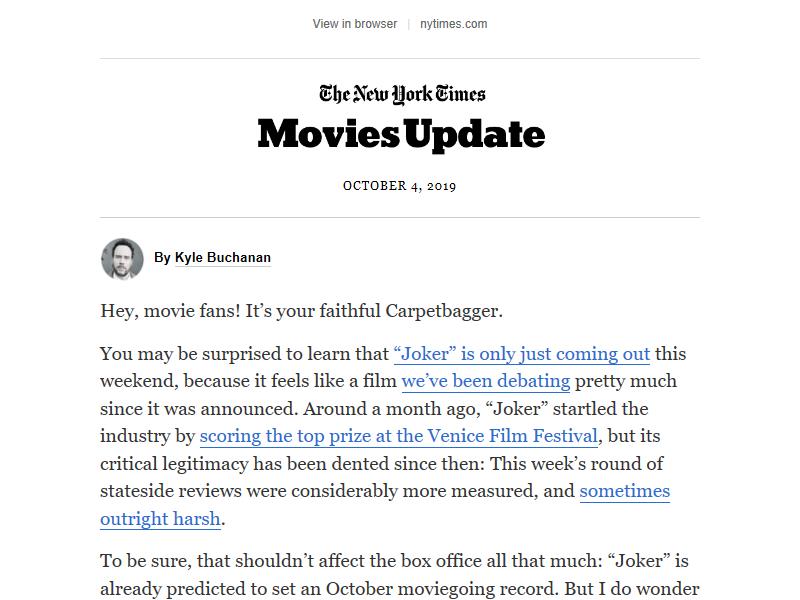 View in browser | nytimes.com
The New York Times
Movies Update
OCTOBER 4, 2019
By Kyle Buchanan
Hey, movie fans! It’s your faithful Carpetbagger.
You may be surprised to learn that “Joker” is only just coming out this
weekend, because it feels like a film we’ve been debating pretty much
since it was announced. Around a month ago, “Joker” startled the
industry by scoring the top prize at the Venice Film Festival, but its
critical legitimacy has been dented since then: This week’s round of
stateside reviews were considerably more measured, and sometimes
outright harsh.
To be sure, that shouldn’t affect the box office all that much: “Joker” is
already predicted to set an October moviegoing record. But I do wonder